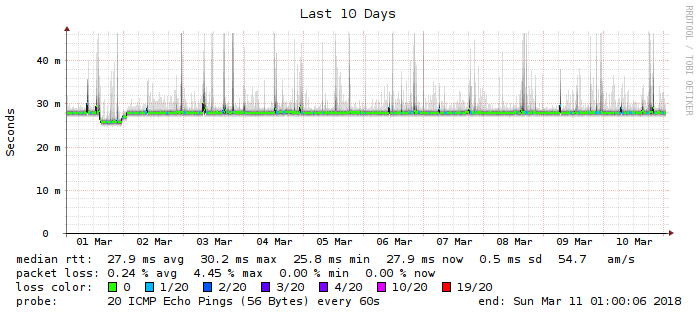 Last 10 Days
RRDTOOL / TOBI OETIKER
Seconds
40 m
30 m
20 m
10 m
0
01 Mar 02 Mar 03 Mar 04 Mar 05 Mar 06 Mar 07 Mar 08 Mar 09 Mar 10 Mar
median rtt: 27.9 ms avg 30.2 ms max 25.8 ms min 27.9 ms now 0.5 ms sd 54.7 am/s
packet loss: 0.24 % avg 4.45 % max 0.00 % min 0.00 % now
loss color: 0 1/20 2/20 3/20 4/20 10/20 19/20
probe: 20 ICMP Echo Pings (56 Bytes) every 60s end: Sun Mar 11 01:00:06 2018